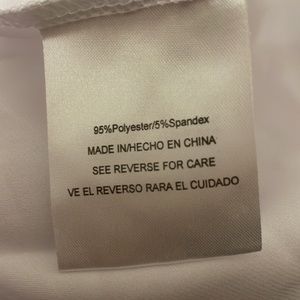 95%Polyester/5%Spandex
MADE IN/HECHO EN CHINA
SEE REVERSE FOR CARE
VE EL REVERSO RARA EL CUIDADO